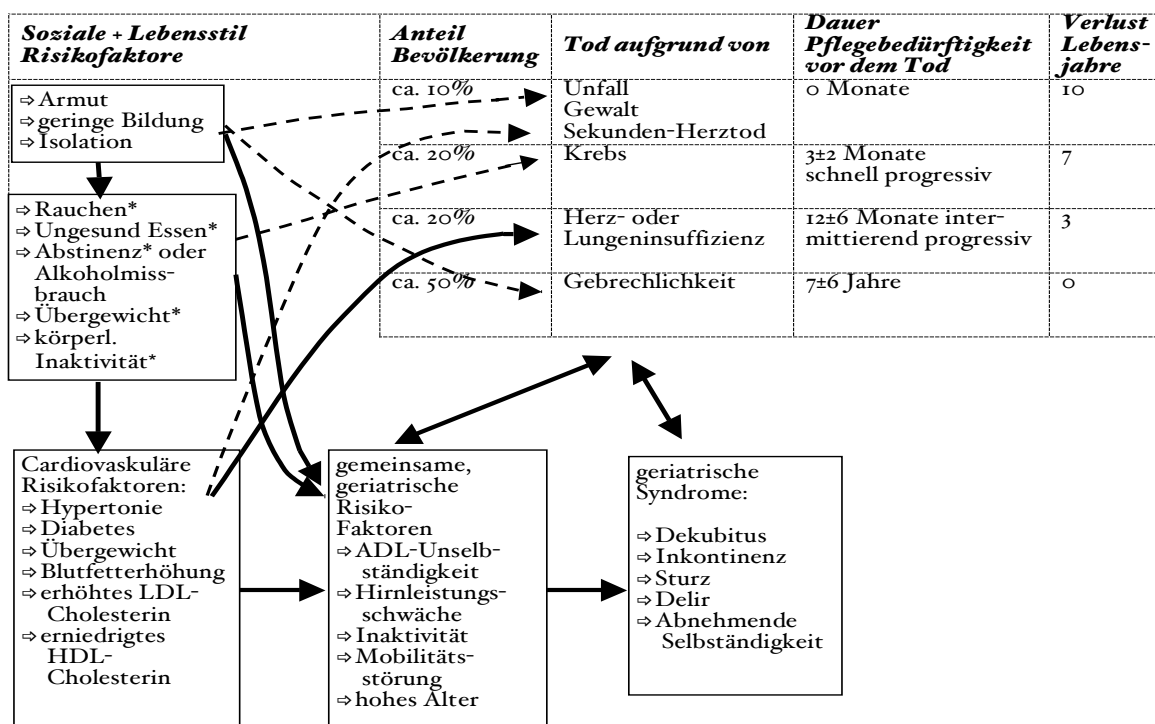 Soziale + Lebensstil
Risikofaktore
Anteil
Bevölkerung
Tod aufgrund von
Dauer
Pflegebedürftigkeit
vor dem Tod
Verlust
Lebens-
jahre
ca. 10%
Unfall
Gewalt
Sekunden-Herztod
0 Monate
10
ca. 20%
Krebs
3±2 Monate
schnell progressiv
7
ca. 20%
Herz- oder
Lungeninsuffizienz
12±6 Monate inter-
mittierend progressiv
3
ca. 50%
Gebrechlichkeit
7±6 Jahre
0
⇨ Armut
⇨ geringe Bildung
⇨ Isolation
⇨ Rauchen*
⇨ Ungesund Essen*
⇨ Abstinenz* oder
Alkoholmiss-
brauch
⇨ Übergewicht*
⇨ körperl.
Inaktivität*
Cardiovaskuläre
Risikofaktoren:
⇨ Hypertonie
⇨ Diabetes
⇨ Übergewicht
⇨ Blutfetterhöhung
⇨ erhöhtes LDL-
Cholesterin
⇨ erniedrigtes
HDL-
Cholesterin
gemeinsame,
geriatrische
Risiko-
Faktoren
⇨ ADL-Unselb-
ständigkeit
⇨ Hirnleistungs-
schwäche
⇨ Inaktivität
⇨ Mobilitäts-
störung
⇨ hohes Alter
geriatrische
Syndrome:
⇨ Dekubitus
⇨ Inkontinenz
⇨ Sturz
⇨ Delir
⇨ Abnehmende
Selbständigkeit